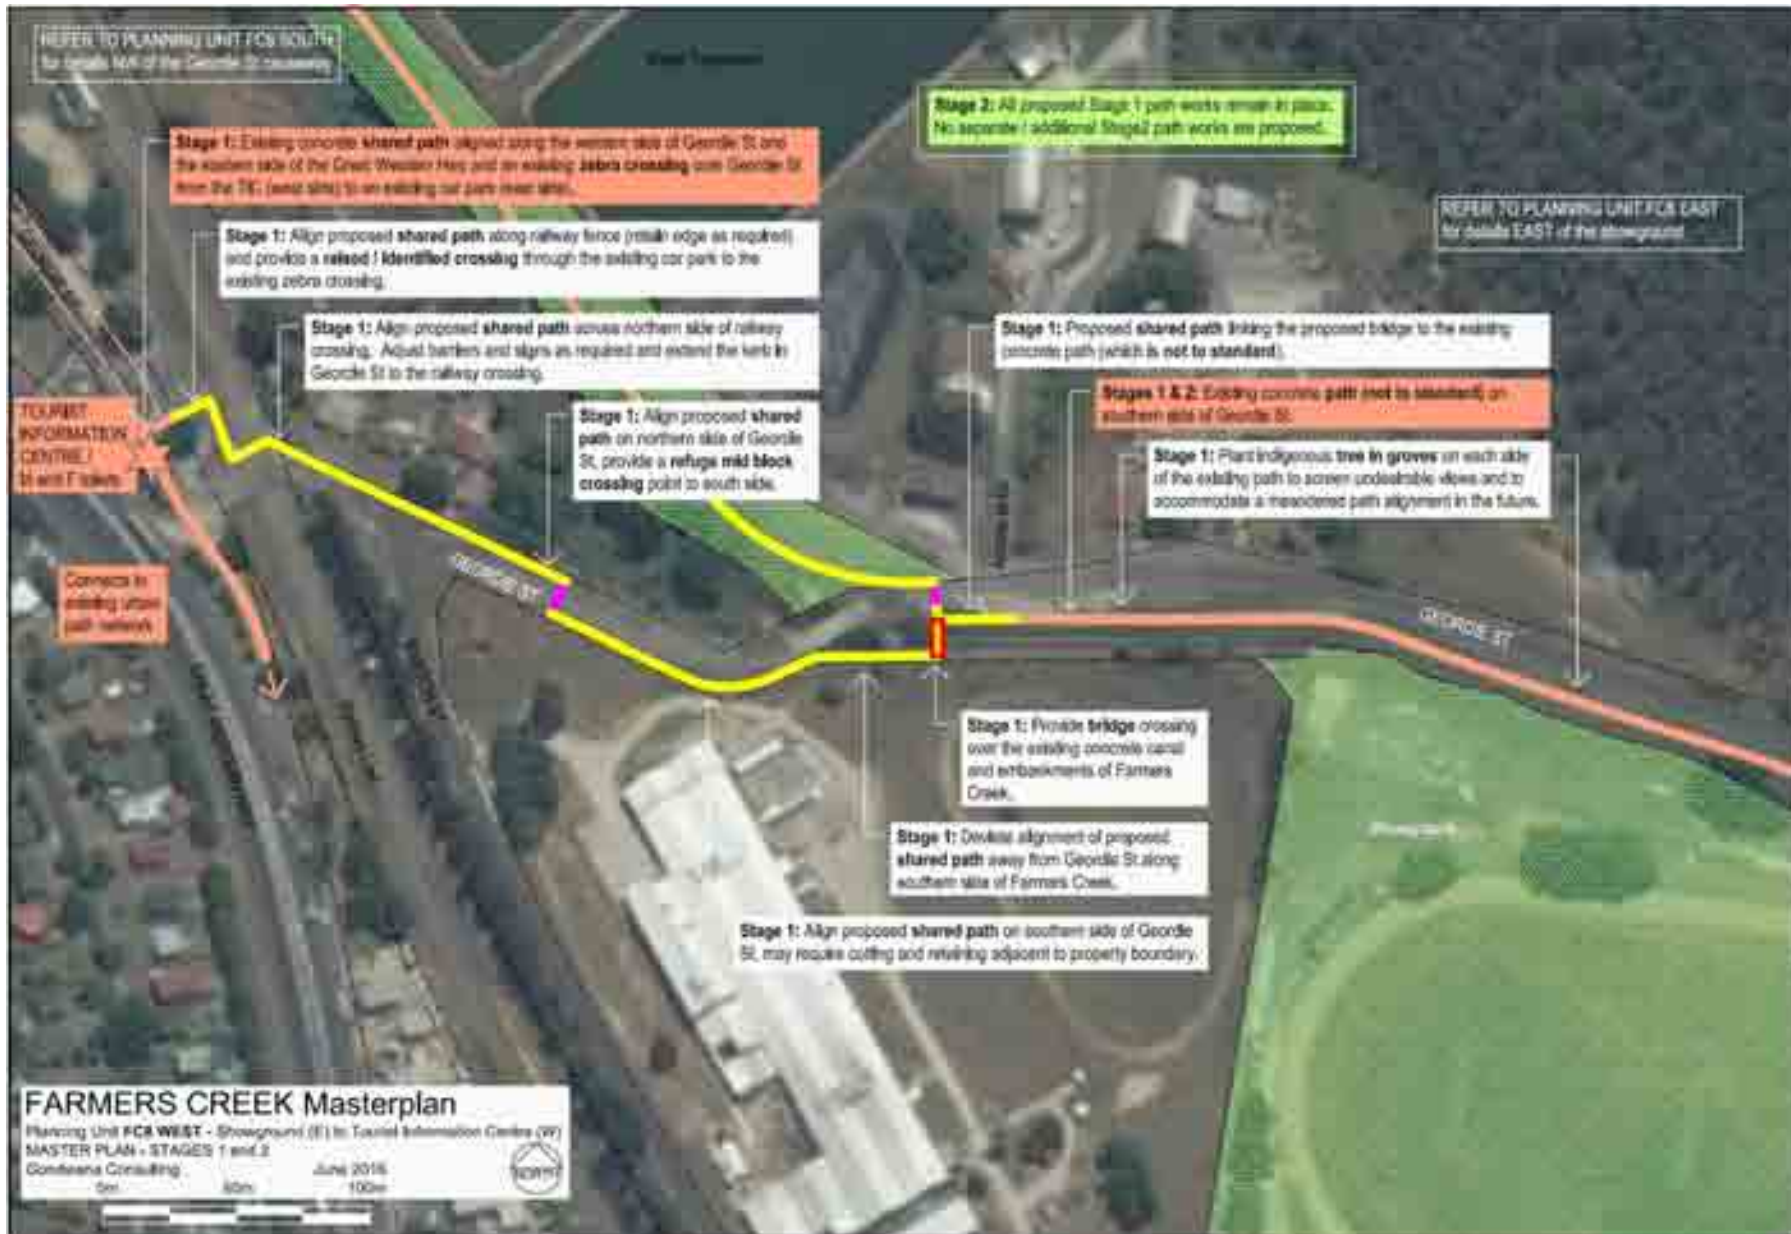 REFER TO PLANNING UNIT FC8 SOUTH
for details NW of the Geordie St causeway
Stage 2: All proposed Stage 1 path works remain in place.
No separate / additional Stage2 path works are proposed.
Stage 1: Existing concrete shared path aligned along the western side of Geordie St and
the eastern side of the Great Western Hwy and an existing zebra crossing over Geordie St
from the TIC (west side) to an existing car park (east side).
REFER TO PLANNING UNIT FC8 EAST
for details EAST of the showground
Stage 1: Align proposed shared path along railway fence (retain edge as required)
and provide a raised / identified crossing through the existing car park to the
existing zebra crossing.
Stage 1: Align proposed shared path across northern side of railway
crossing. Adjust barriers and signs as required and extend the kerb in
Geordie St to the railway crossing.
Stage 1: Proposed shared path linking the proposed bridge to the existing
concrete path (which is not to standard).
Stages 1 & 2: Existing concrete path (not to standard) on
southern side of Geordie St.
TOURIST
INFORMATION
CENTRE /
M and F toilets
Stage 1: Align proposed shared
path on northern side of Geordie
St, provide a refuge mid block
crossing point to south side.
Stage 1: Plant indigenous tree in groves on each side
of the existing path to screen undesirable views and to
accommodate a meandered path alignment in the future.
Connects to
existing urban
path network
GEORDIE ST
GEORDIE ST
Stage 1: Provide bridge crossing
over the existing concrete canal
and embankments of Farmers
Creek.
Stage 1: Deviate alignment of proposed
shared path away from Geordie St along
southern side of Farmers Creek.
Stage 1: Align proposed shared path on southern side of Geordie
St, may require cutting and retaining adjacent to property boundary.
FARMERS CREEK Masterplan
Planning Unit FC8 WEST - Showground (E) to Tourist Information Centre (W)
MASTER PLAN - STAGES 1 and 2
Gondwana Consulting June 2016
0m 50m 100m
NORTH